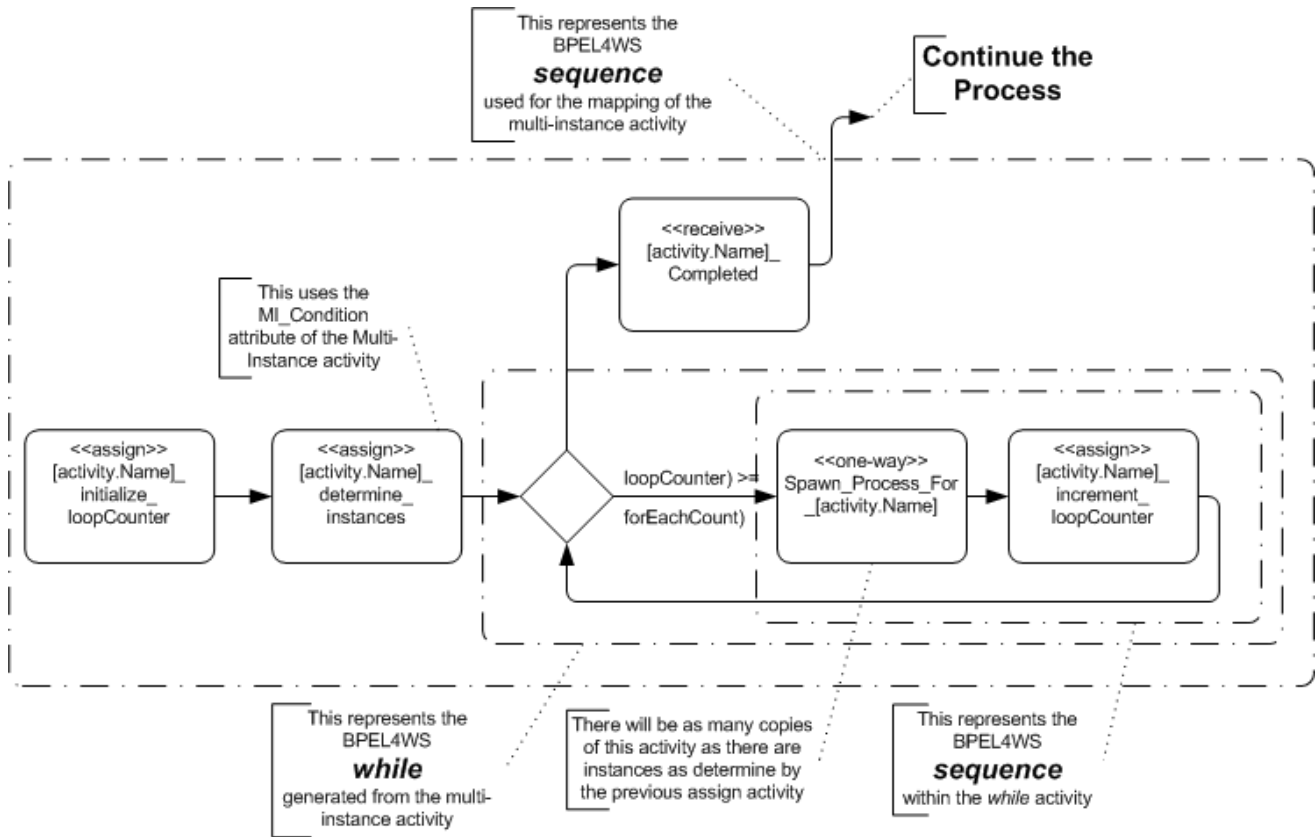 This represents the
BPEL4WS
sequence
used for the mapping of the
multi-instance activity
Continue the
Process
<<receive>>
[activity.Name]_
Completed
This uses the
MI_Condition
attribute of the Multi-
Instance activity
<<assign>>
[activity.Name]_
initialize_
loopCounter
<<assign>>
[activity.Name]_
determine_
instances
loopCounter) >=
forEachCount)
<<one-way>>
Spawn_Process_For
_[activity.Name]
<<assign>>
[activity.Name]_
increment_
loopCounter
This represents the
BPEL4WS
while
generated from the multi-
instance activity
There will be as many copies
of this activity as there are
instances as determine by
the previous assign activity
This represents the
BPEL4WS
sequence
within the while activity